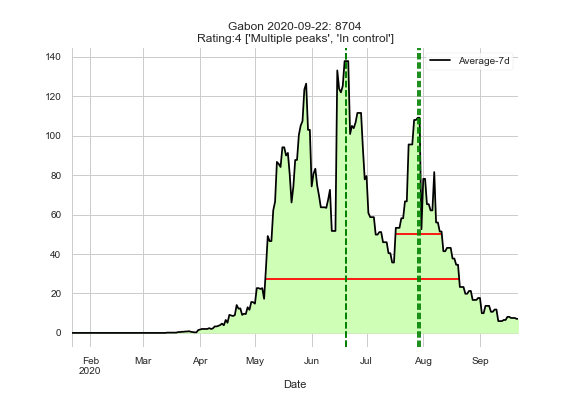 Gabon 2020-09-22: 8704
Rating:4 ['Multiple peaks', 'In control']
Average-7d
140
120
100
80
60
40
20
0
Feb
2020
Mar
Apr
May
Jun
Jul
Aug
Sep
Date